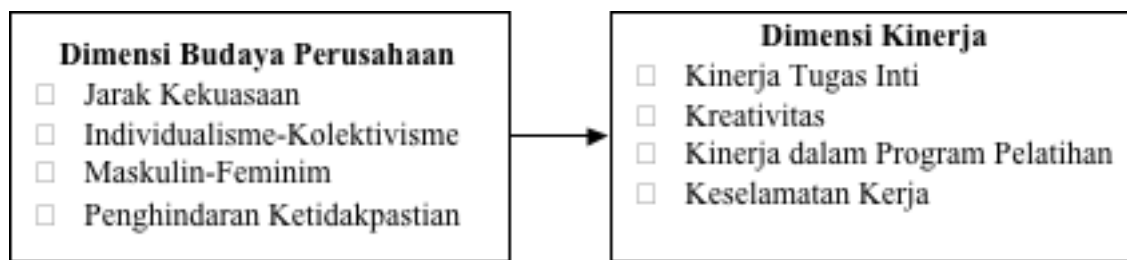 Dimensi Budaya Perusahaan
□ Jarak Kekuasaan
□ Individualisme-Kolektivisme
□ Maskulin-Feminim
□ Penghindaran Ketidakpastian
Dimensi Kinerja
□ Kinerja Tugas Inti
□ Kreativitas
□ Kinerja dalam Program Pelatihan
□ Keselamatan Kerja